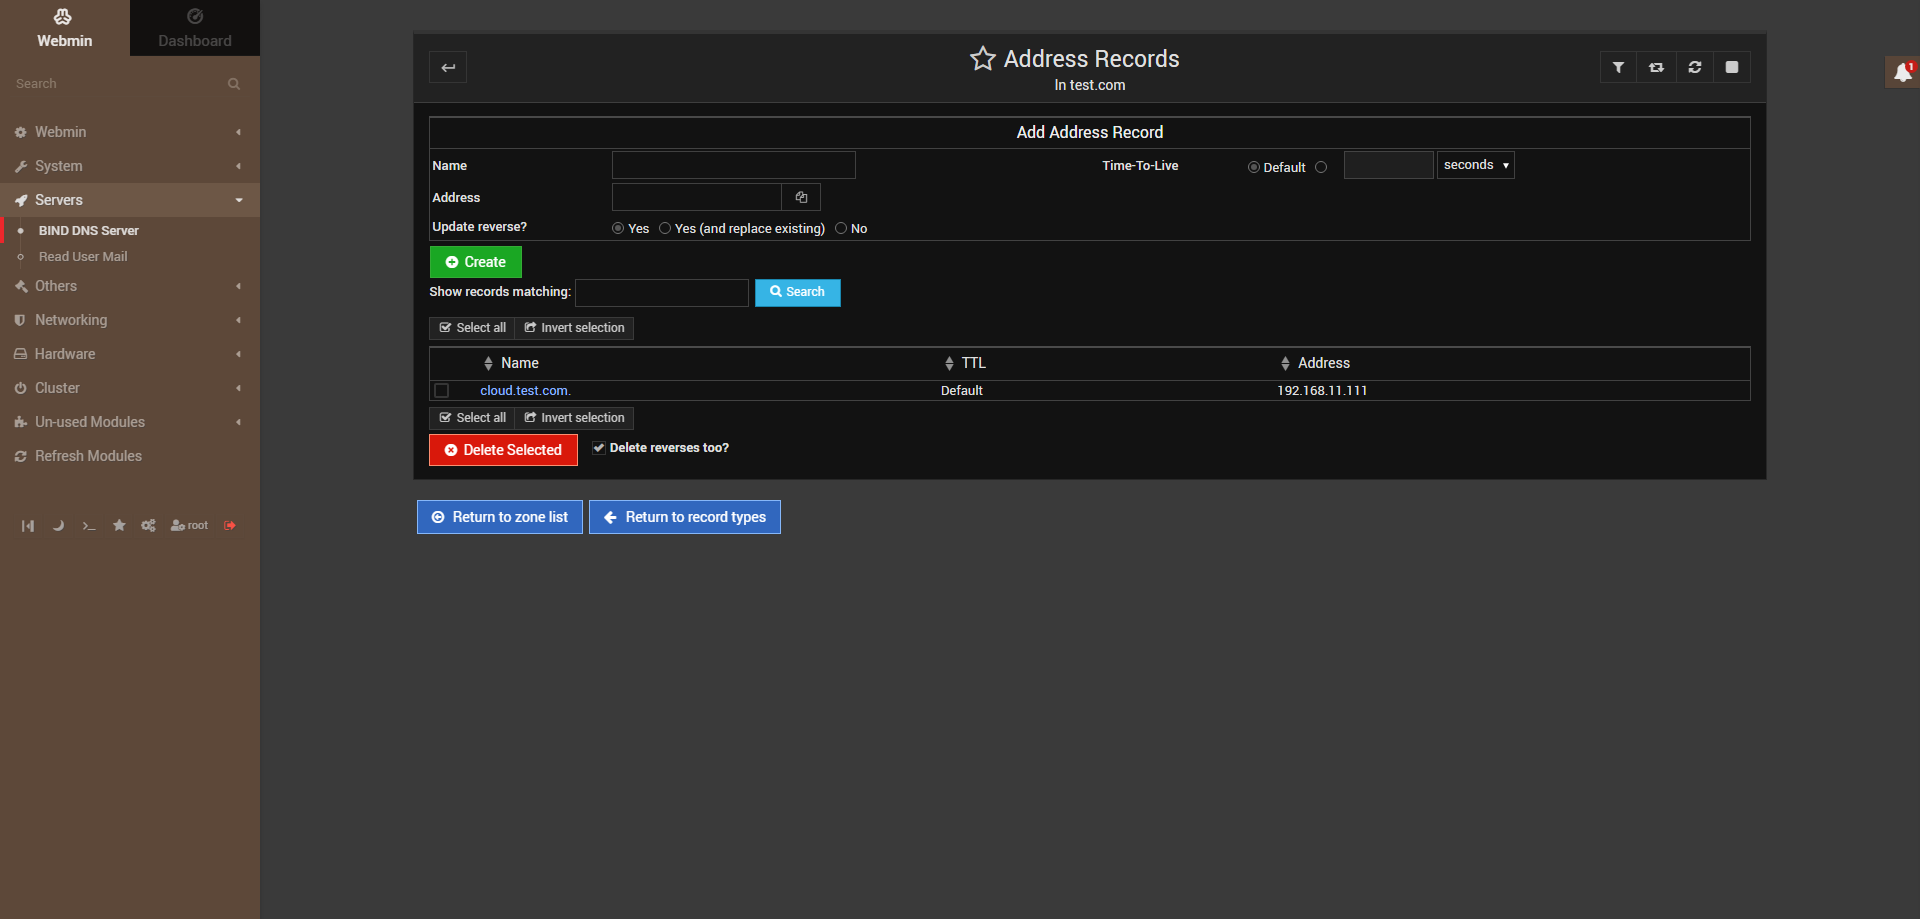 Webmin
Dashboard
Search
Webmin
System
Servers
BIND DNS Server
Read User Mail
Others
Networking
Hardware
Cluster
Un-used Modules
Refresh Modules
root
Address Records
In test.com
1
Add Address Record
Name
Time-To-Live Default seconds
Address
Update reverse? Yes Yes (and replace existing) No
Create
Show records matching: Search
Select all Invert selection
Name TTL Address
cloud.test.com. Default 192.168.11.111
Select all Invert selection
Delete Selected Delete reverses too?
Return to zone list Return to record types